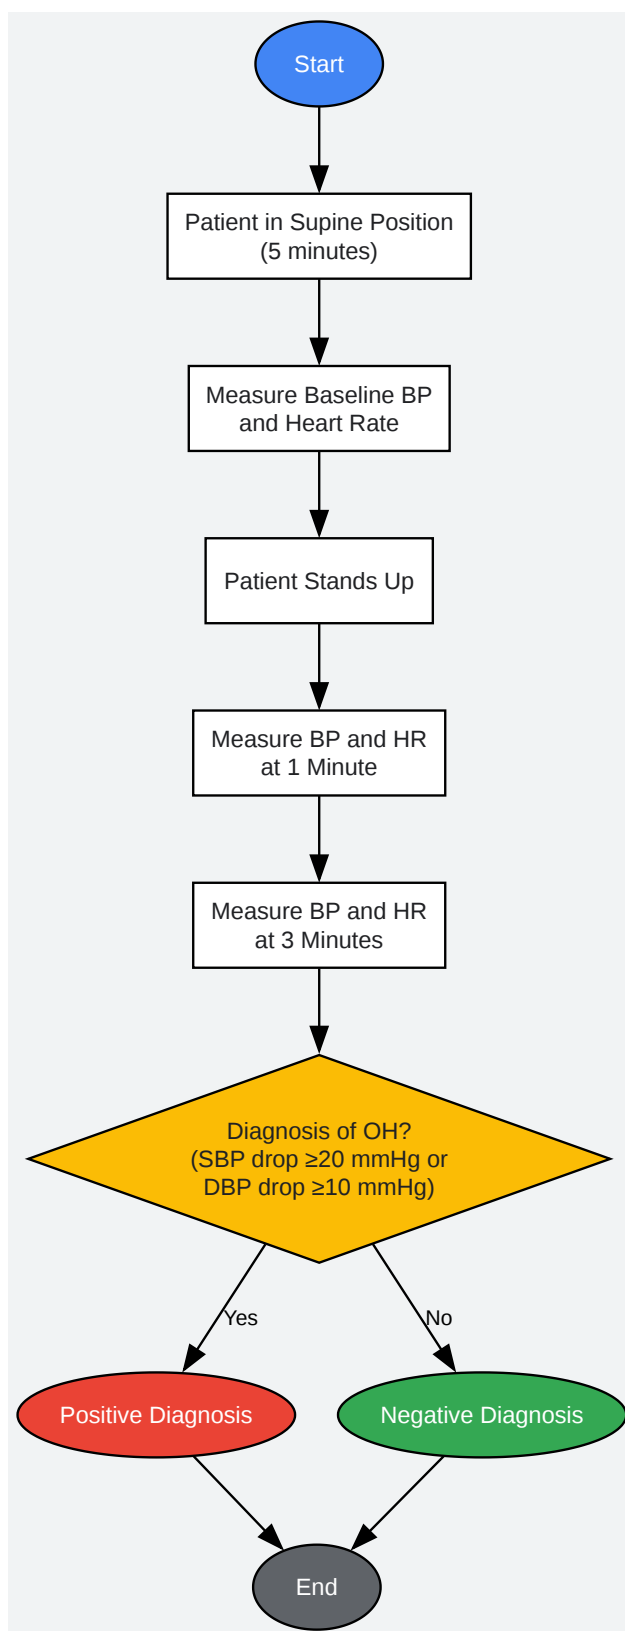 Start
Patient in Supine Position
(5 minutes)
Measure Baseline BP
and Heart Rate
Patient Stands Up
Measure BP and HR
at 1 Minute
Measure BP and HR
at 3 Minutes
Diagnosis of OH?
(SBP drop ≥20 mmHg or
DBP drop ≥10 mmHg)
Yes
No
Positive Diagnosis
Negative Diagnosis
End